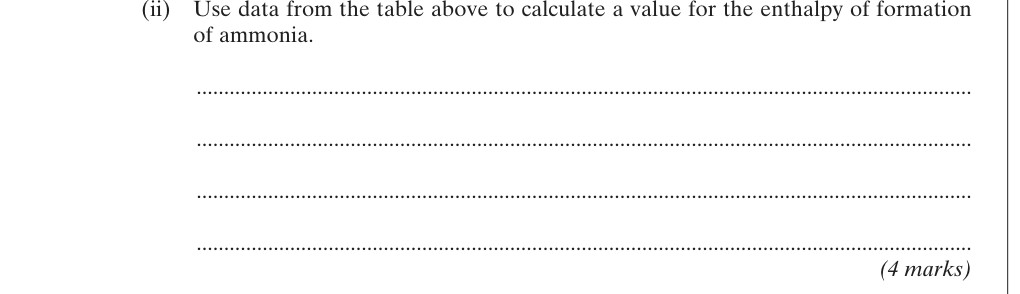 (ii) Use data from the table above to calculate a value for the enthalpy of formation
of ammonia.
(4 marks)